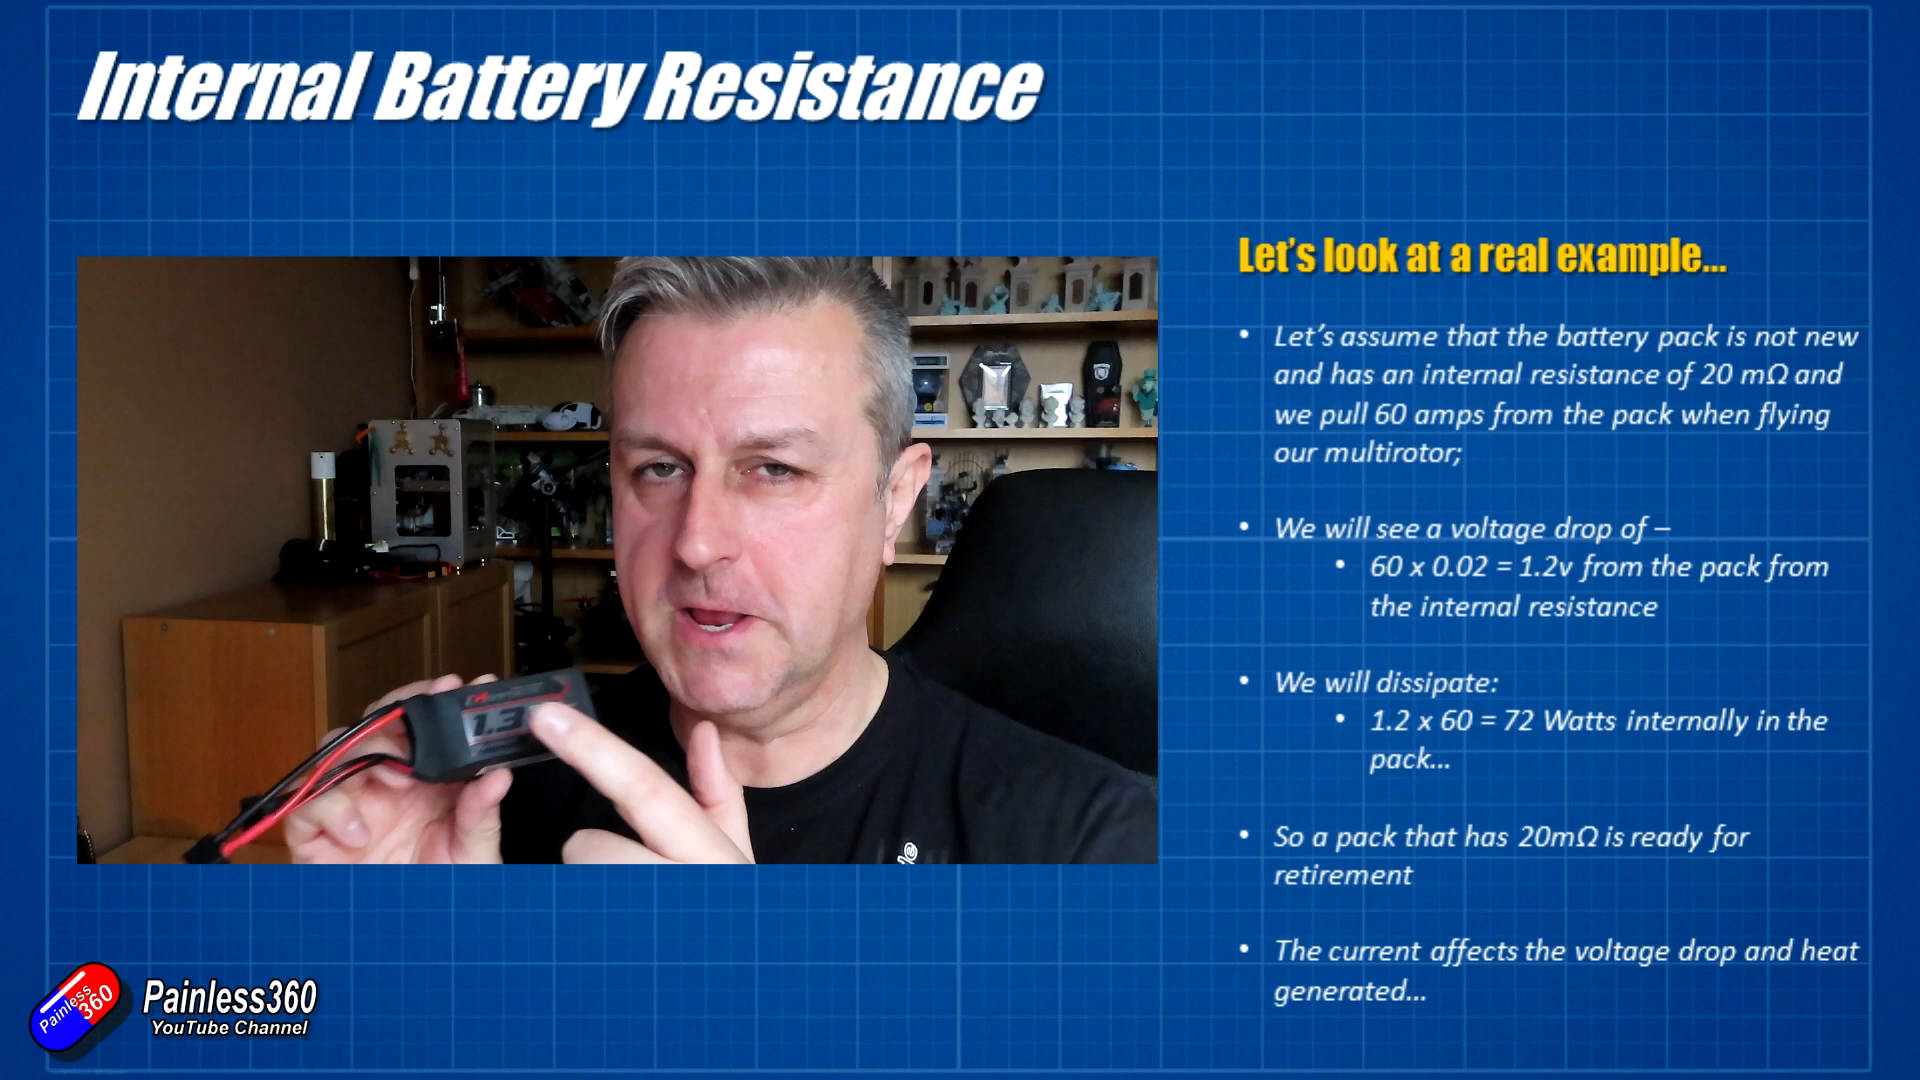 Internal Battery Resistance
Let's look at a real example...
• Let's assume that the battery pack is not new
and has an internal resistance of 20 mΩ and
we pull 60 amps from the pack when flying
our multirotor;
• We will see a voltage drop of –
• 60 x 0.02 = 1.2v from the pack from
the internal resistance
• We will dissipate:
• 1.2 x 60 = 72 Watts internally in the
pack...
• So a pack that has 20mΩ is ready for
retirement
• The current affects the voltage drop and heat
generated...
1.3
Painless
360
Painless360
YouTube Channel